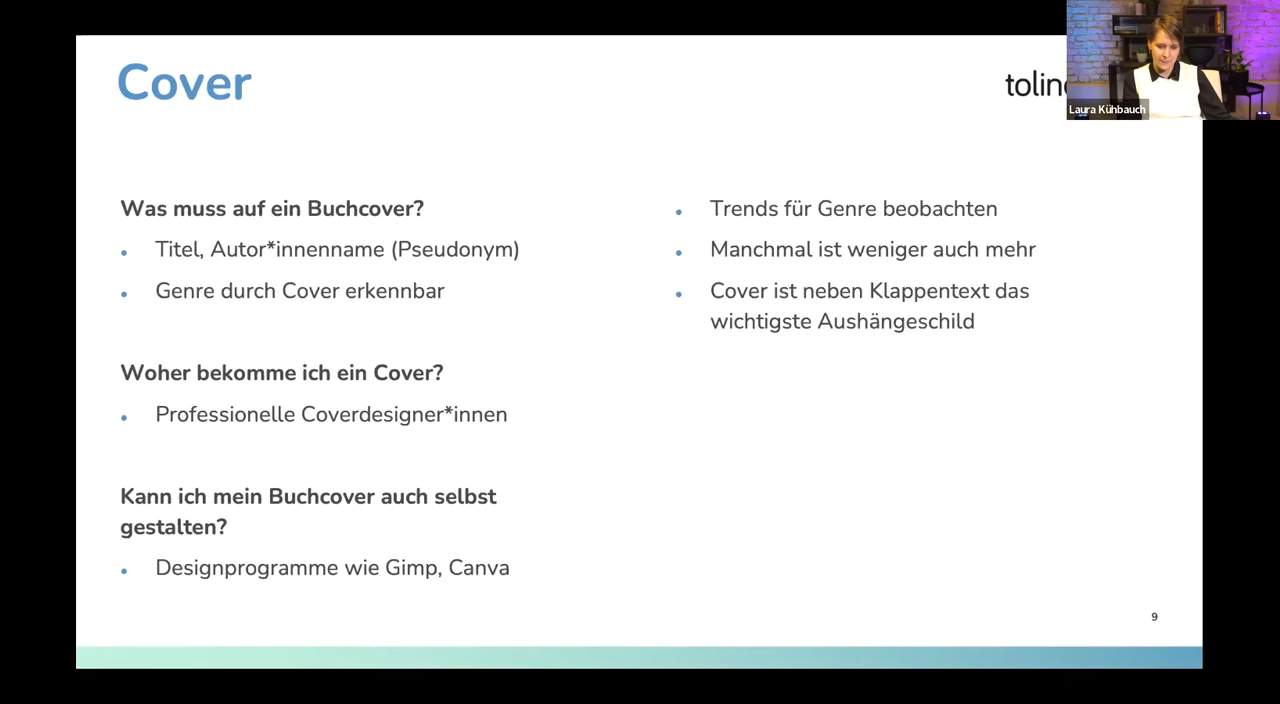 Cover
tolin
Laura Kühbauch
Was muss auf ein Buchcover?
• Titel, Autor*innenname (Pseudonym)
• Genre durch Cover erkennbar
Woher bekomme ich ein Cover?
• Professionelle Coverdesigner*innen
Kann ich mein Buchcover auch selbst
gestalten?
• Designprogramme wie Gimp, Canva
• Trends für Genre beobachten
• Manchmal ist weniger auch mehr
• Cover ist neben Klappentext das
wichtigste Aushängeschild
9